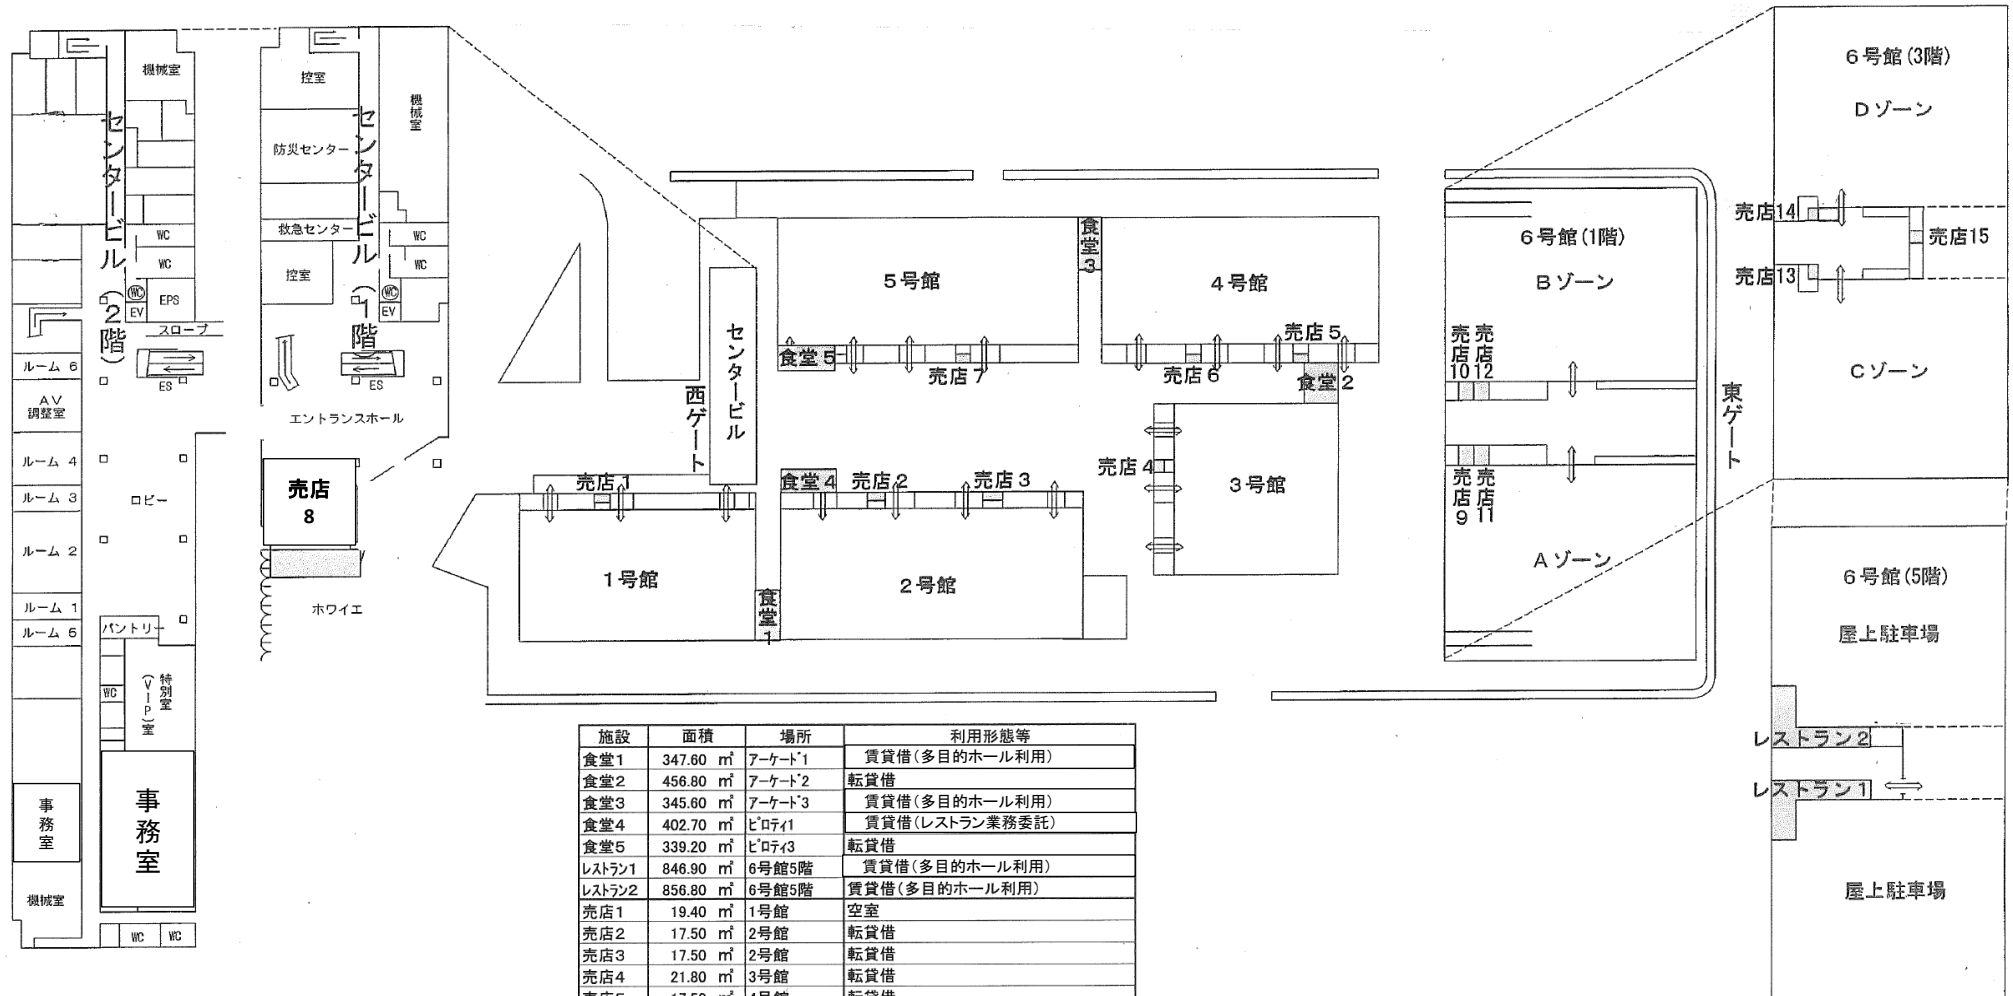 機械室
センタービル（2階）
WC
WC
WC
EV
EPS
スロープ
ES
ルーム 6
AV
調整室
ルーム 4
ルーム 3
ロビー
ルーム 2
ルーム 1
ルーム 5
パントリー
WC
特別室
（VIP）室
事務室
事務室
機械室
WC
WC
控室
機械室
センタービル（1階）
防災センター
救急センター
WC
控室
WC
WC
EV
ES
エントランスホール
売店
8
ホワイエ
センタービル
西ゲート
5号館
食堂3
4号館
食堂5
売店7
売店6
売店5
食堂2
売店1
食堂4
売店2
売店3
売店4
3号館
1号館
2号館
食堂1
6号館(1階)
Bゾーン
売店10
売店12
売店9
売店11
Aゾーン
東ゲート
6号館(3階)
Dゾーン
売店14
売店15
売店13
Cゾーン
6号館(5階)
屋上駐車場
レストラン2
レストラン1
屋上駐車場
施設 面積 場所 利用形態等
食堂1 347.60 ㎡ アーケード1 賃貸借(多目的ホール利用)
食堂2 456.80 ㎡ アーケード2 転貸借
食堂3 345.60 ㎡ アーケード3 賃貸借(多目的ホール利用)
食堂4 402.70 ㎡ ピロティ1 賃貸借(レストラン業務委託)
食堂5 339.20 ㎡ ピロティ3 転貸借
レストラン1 846.90 ㎡ 6号館5階 賃貸借(多目的ホール利用)
レストラン2 856.80 ㎡ 6号館5階 賃貸借(多目的ホール利用)
売店1 19.40 ㎡ 1号館 空室
売店2 17.50 ㎡ 2号館 転貸借
売店3 17.50 ㎡ 2号館 転貸借
売店4 21.80 ㎡ 3号館 転貸借